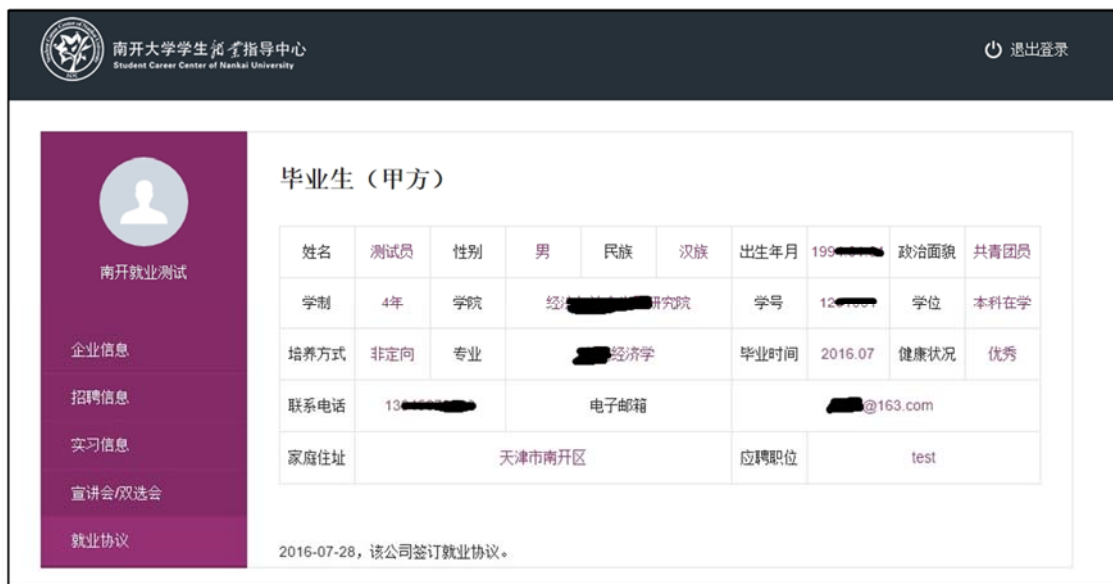 南开大学学生就业指导中心
Student Career Center of Nankai University
退出登录
南开就业测试
企业信息
招聘信息
实习信息
宣讲会/双选会
就业协议
毕业生（甲方）
姓名 测试员 性别 男 民族 汉族 出生年月 199 政治面貌 共青团员
学制 4年 学院 经 研究院 学号 12 学位 本科在学
培养方式 非定向 专业 经济学 毕业时间 2016.07 健康状况 优秀
联系电话 13 电子邮箱 @163.com
家庭住址 天津市南开区 应聘职位 test
2016-07-28，该公司签订就业协议。